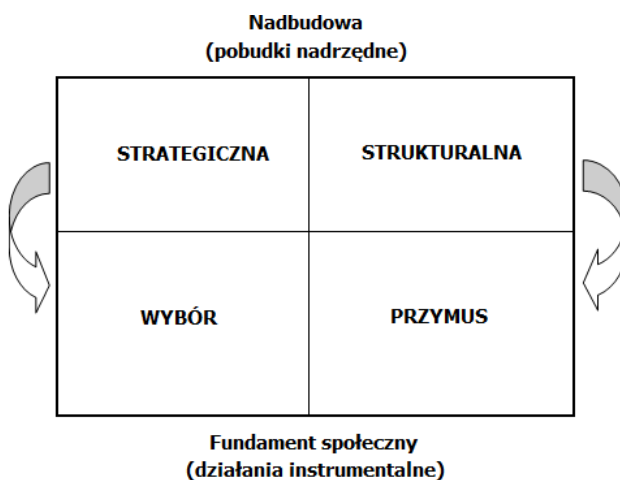 Nadbudowa
(pobudki nadrzędne)
STRATEGICZNA
STRUKTURALNA
WYBÓR
PRZYMUS
Fundament społeczny
(działania instrumentalne)